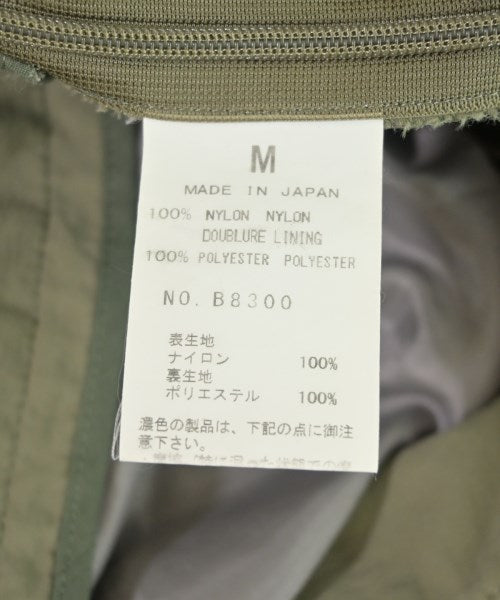 M
MADE IN JAPAN
100% NYLON NYLON
DOUBLURE LINING
100% POLYESTER POLYESTER
NO. B8300
表生地
ナイロン 100%
裏生地
ポリエステル 100%
濃色の製品は、下記の点に御注
意下さい。